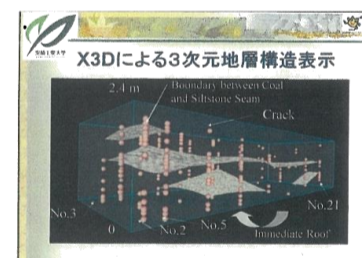 X3Dによる3次元地層構造表示
2.4 m
Boundary between Coal
and Siltstone Seam
Crack
No.3
0
No.2
No.5
No.21
Immediate Roof